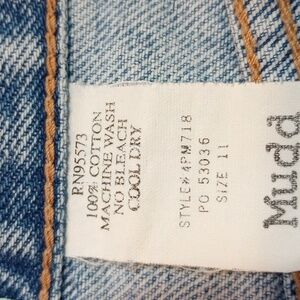 RN95573
100% COTTON
MACHINE WASH
NO BLEACH
COOL DRY
STYLE# 4PM718
PO 53036
SIZE 11
Mudd